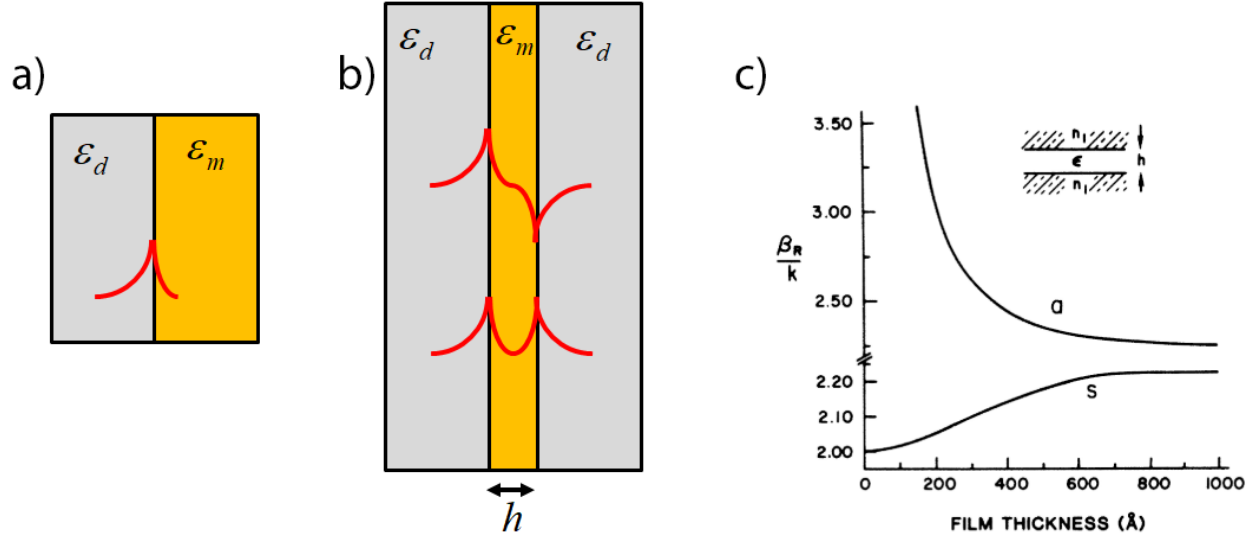 a)
ε_d
ε_m
b)
ε_d
ε_m
ε_d
h
c)
3.50
3.00
2.50
2.20
2.10
2.00
β_R
k
n_1
ϵ
n_1
h
a
s
0 200 400 600 800 1000
FILM THICKNESS (Å)